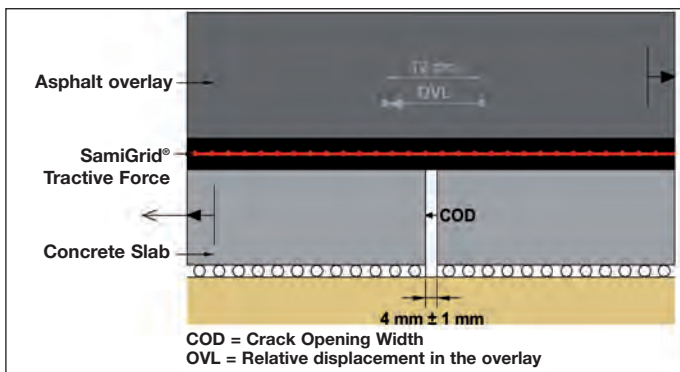 Asphalt overlay
OVL
SamiGrid®
Tractive Force
COD
Concrete Slab
4 mm ± 1 mm
COD = Crack Opening Width
OVL = Relative displacement in the overlay